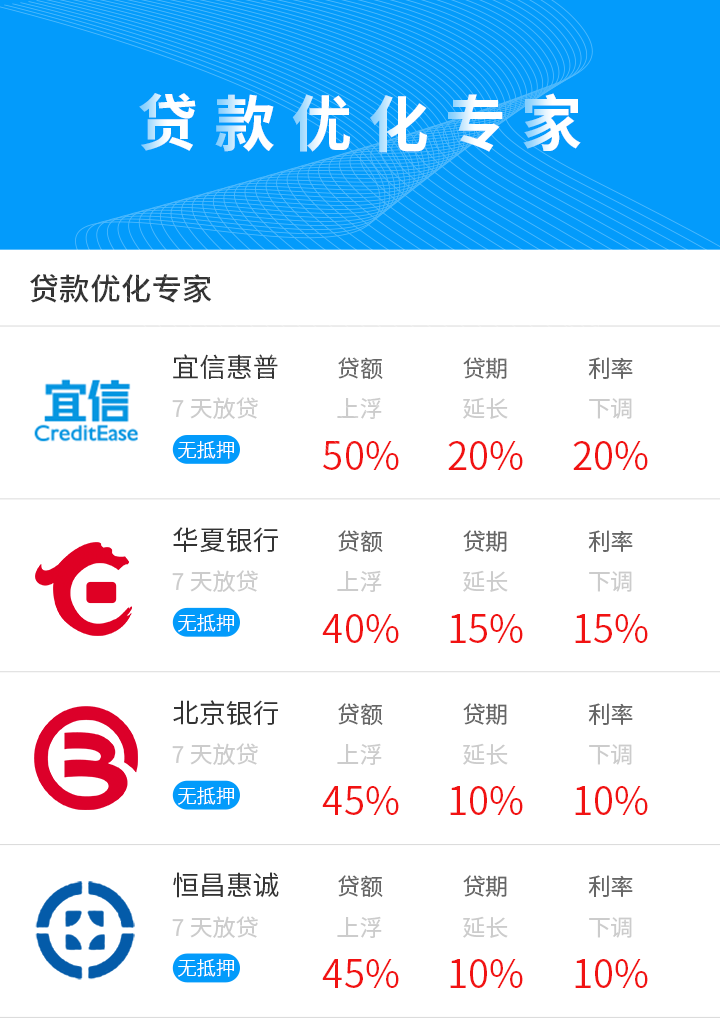 贷款优化专家
贷款优化专家
宜信
CreditEase
宜信惠普 贷额 贷期 利率
7 天放贷 上浮 延长 下调
无抵押 50% 20% 20%
华夏银行 贷额 贷期 利率
7 天放贷 上浮 延长 下调
无抵押 40% 15% 15%
北京银行 贷额 贷期 利率
7 天放贷 上浮 延长 下调
无抵押 45% 10% 10%
恒昌惠诚 贷额 贷期 利率
7 天放贷 上浮 延长 下调
无抵押 45% 10% 10%